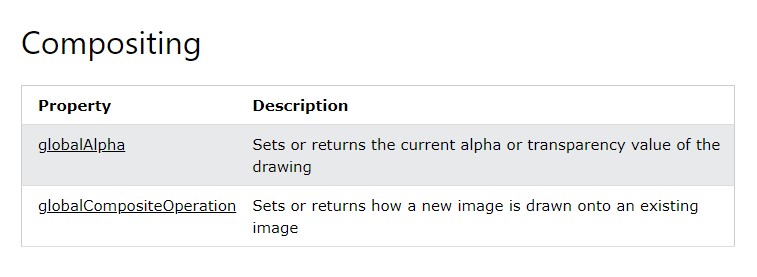 Compositing
Property Description
globalAlpha Sets or returns the current alpha or transparency value of the
drawing
globalCompositeOperation Sets or returns how a new image is drawn onto an existing
image